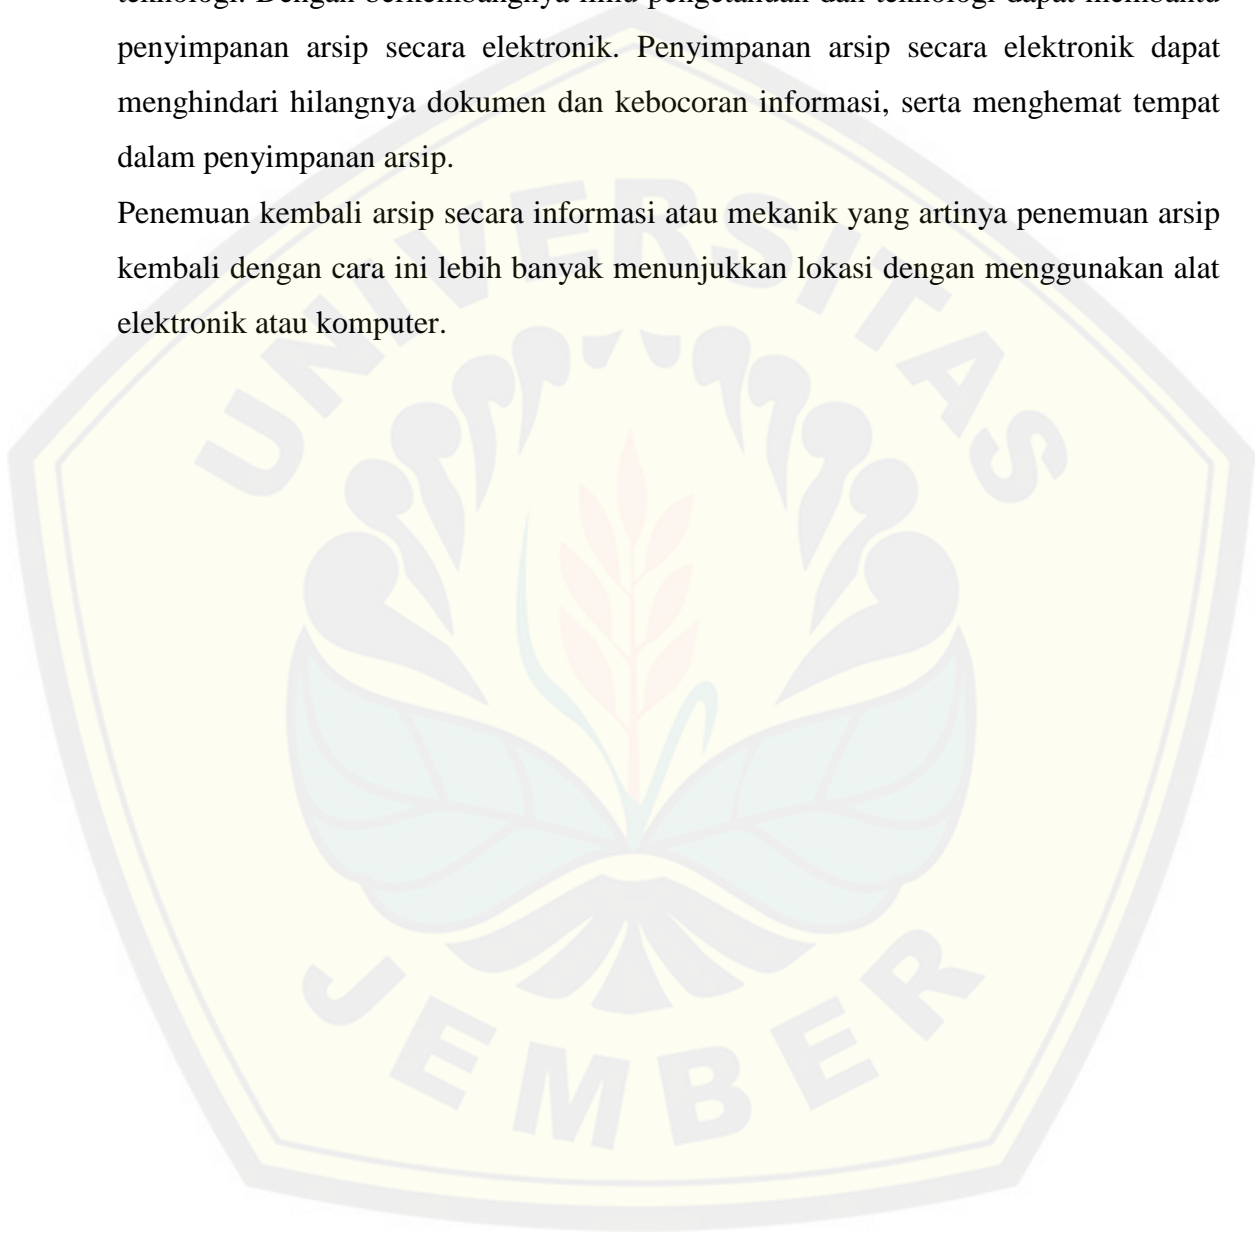 teknologi. Dengan berkembangnya ilmu pengetahuan dan teknologi dapat membantu
penyimpanan arsip secara elektronik. Penyimpanan arsip secara elektronik dapat
menghindari hilangnya dokumen dan kebocoran informasi, serta menghemat tempat
dalam penyimpanan arsip.
Penemuan kembali arsip secara informasi atau mekanik yang artinya penemuan arsip
kembali dengan cara ini lebih banyak menunjukkan lokasi dengan menggunakan alat
elektronik atau komputer.
UNIVERSITAS
JEMBER